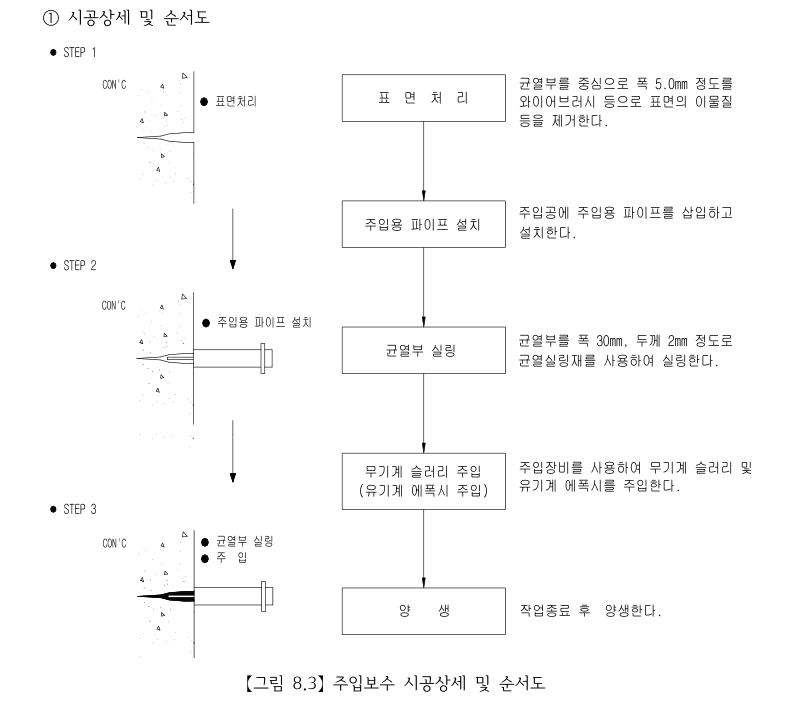 ① 시공상세 및 순서도
● STEP 1
CON'C
● 표면처리
● STEP 2
CON'C
● 주입용 파이프 설치
● STEP 3
CON'C
● 균열부 실링
● 주 입
표 면 처 리
균열부를 중심으로 폭 5.0mm 정도를
와이어브러시 등으로 표면의 이물질
등을 제거한다.
주입용 파이프 설치
주입공에 주입용 파이프를 삽입하고
설치한다.
균열부 실링
균열부를 폭 30mm, 두께 2mm 정도로
균열실링재를 사용하여 실링한다.
무기계 슬러리 주입
(유기계 에폭시 주입)
주입장비를 사용하여 무기계 슬러리 및
유기계 에폭시를 주입한다.
양 생
작업종료 후 양생한다.
【그림 8.3】 주입보수 시공상세 및 순서도